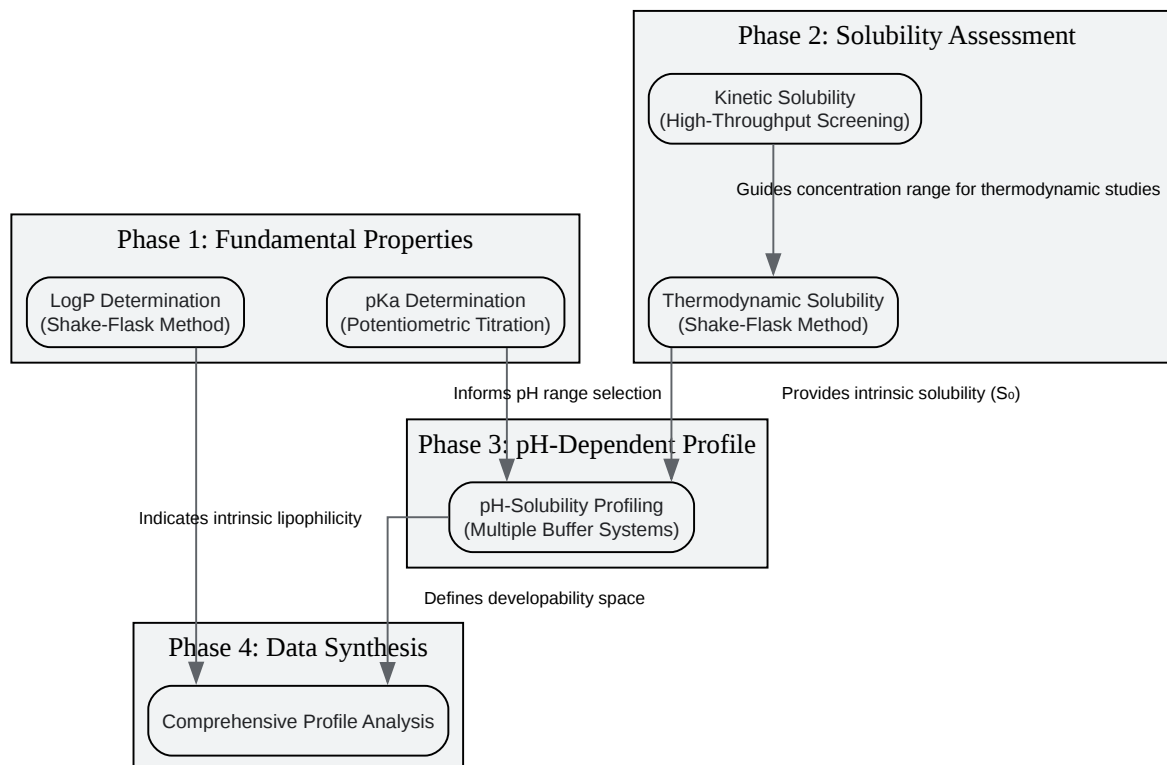 Phase 2: Solubility Assessment
Kinetic Solubility
(High-Throughput Screening)
Guides concentration range for thermodynamic studies
Phase 1: Fundamental Properties
LogP Determination
(Shake-Flask Method)
pKa Determination
(Potentiometric Titration)
Thermodynamic Solubility
(Shake-Flask Method)
Informs pH range selection
Provides intrinsic solubility (S₀)
Phase 3: pH-Dependent Profile
pH-Solubility Profiling
(Multiple Buffer Systems)
Indicates intrinsic lipophilicity
Defines developability space
Phase 4: Data Synthesis
Comprehensive Profile Analysis